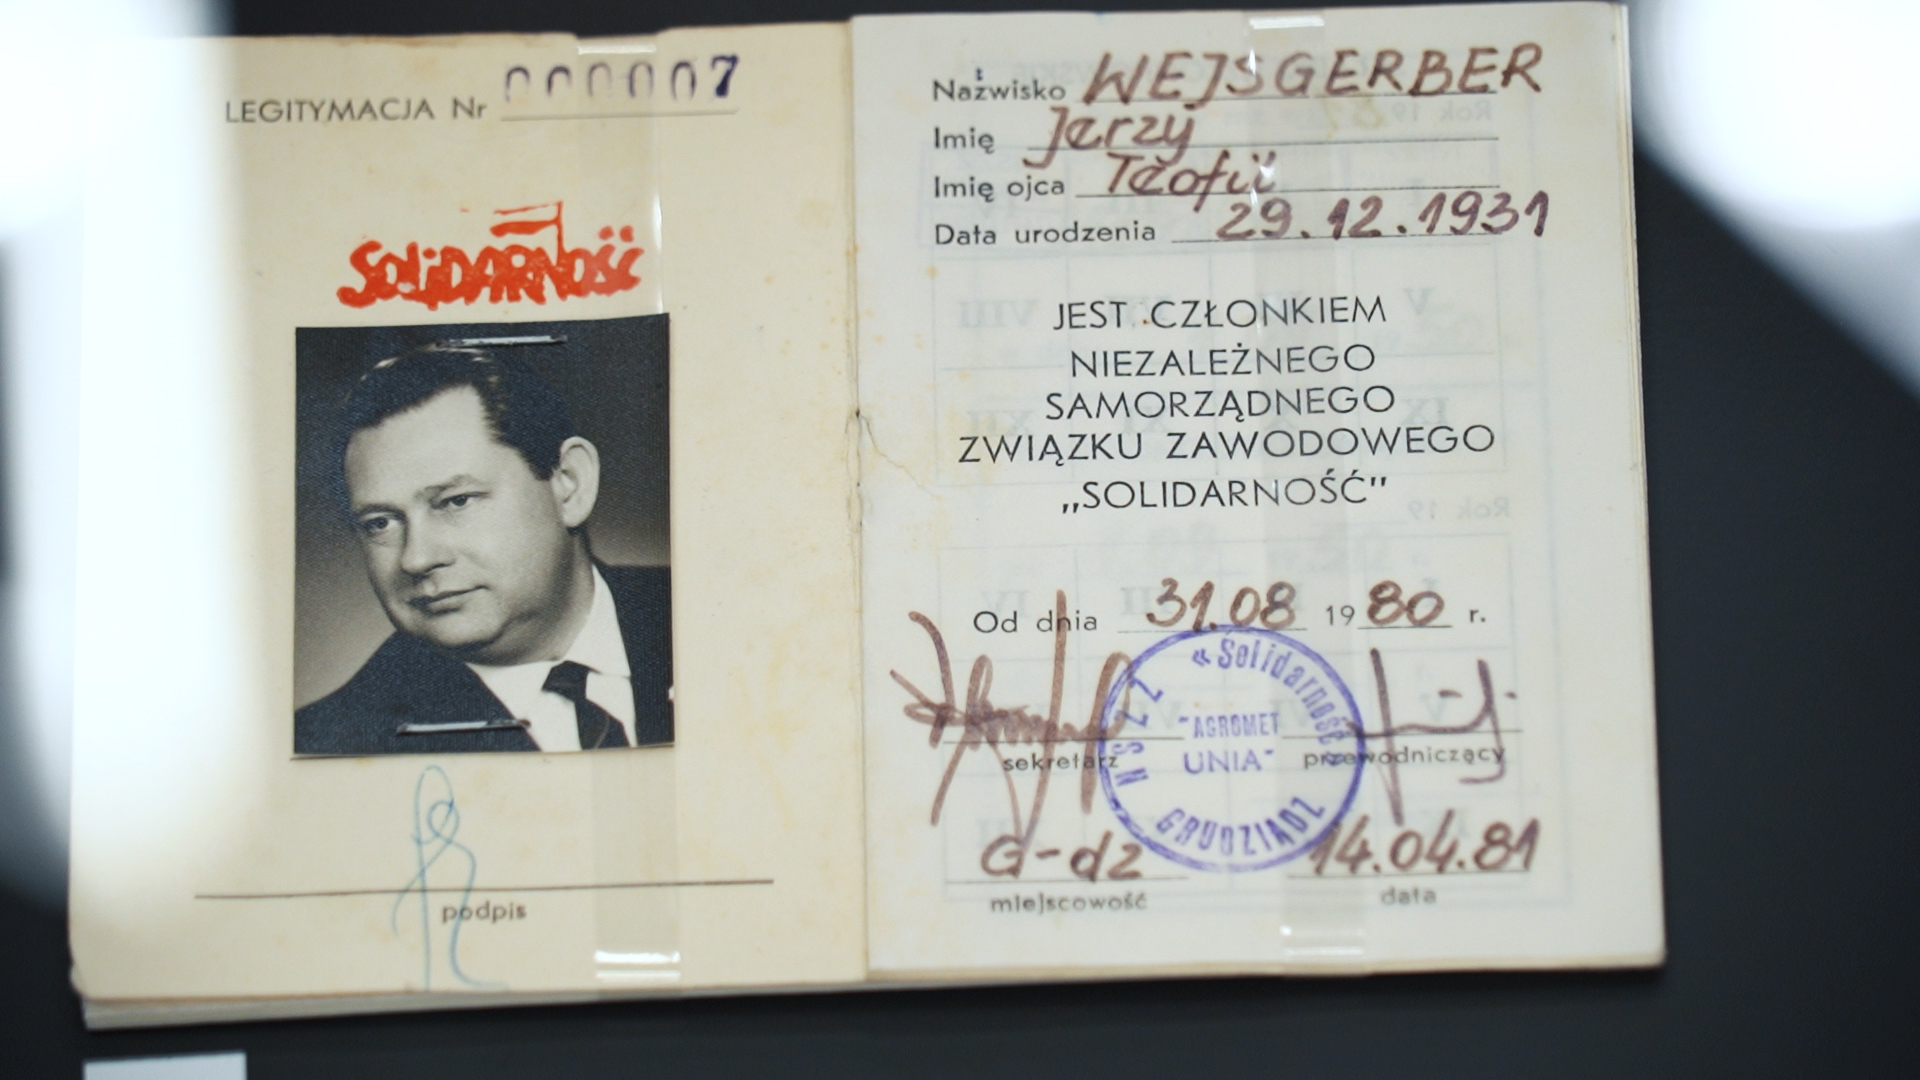 LEGITYMACJA Nr 000007
SOLIDARNOŚĆ
podpis
Nazwisko WEJSGERBER
Imię Jerzy
Imię ojca Teofil
Data urodzenia 29.12.1931
JEST CZŁONKIEM
NIEZALEŻNEGO
SAMORZĄDNEGO
ZWIĄZKU ZAWODOWEGO
„SOLIDARNOŚĆ”
Od dnia 31.08 1980 r.
NSZZ «Solidarność»
"AGROMET
UNIA"
GRUDZIĄDZ
sekretarz przewodniczący
G-dz 14.04.81
miejscowość data